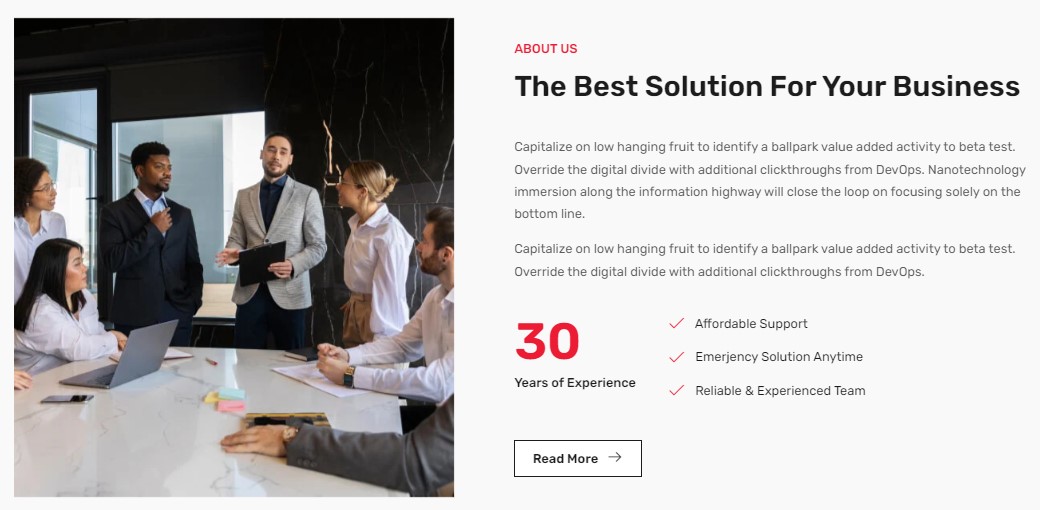 ABOUT US
The Best Solution For Your Business
Capitalize on low hanging fruit to identify a ballpark value added activity to beta test.
Override the digital divide with additional clickthroughs from DevOps. Nanotechnology
immersion along the information highway will close the loop on focusing solely on the
bottom line.
Capitalize on low hanging fruit to identify a ballpark value added activity to beta test.
Override the digital divide with additional clickthroughs from DevOps.
30
Years of Experience
Affordable Support
Emerjency Solution Anytime
Reliable & Experienced Team
Read More